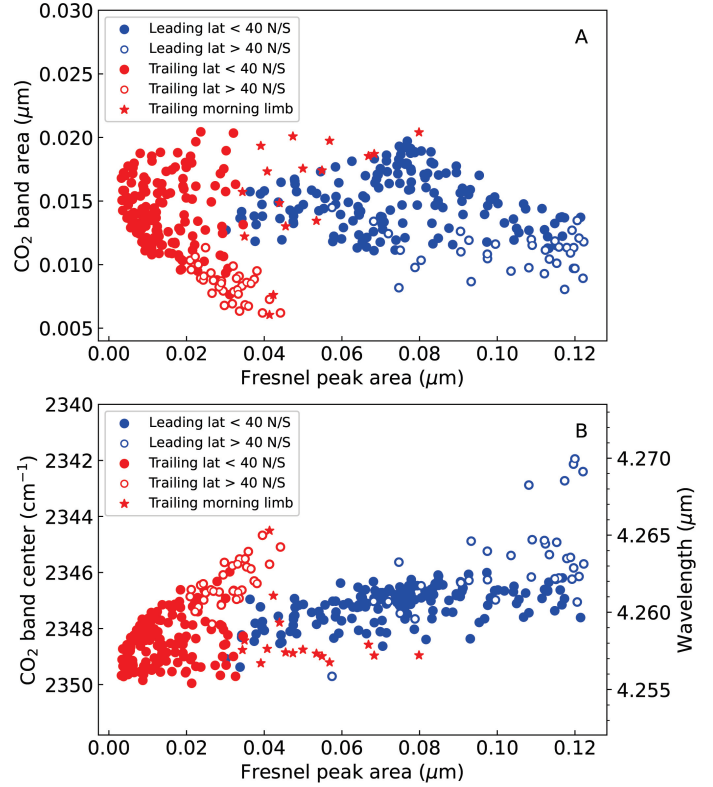 0.030
0.025
0.020
0.015
0.010
0.005
CO₂ band area (μm)
Leading lat < 40 N/S
Leading lat > 40 N/S
Trailing lat < 40 N/S
Trailing lat > 40 N/S
Trailing morning limb
A
0.00 0.02 0.04 0.06 0.08 0.10 0.12
Fresnel peak area (μm)
2340
2342
2344
2346
2348
2350
CO₂ band center (cm⁻¹)
Leading lat < 40 N/S
Leading lat > 40 N/S
Trailing lat < 40 N/S
Trailing lat > 40 N/S
Trailing morning limb
B
4.270
4.265
4.260
4.255
Wavelength (μm)
0.00 0.02 0.04 0.06 0.08 0.10 0.12
Fresnel peak area (μm)